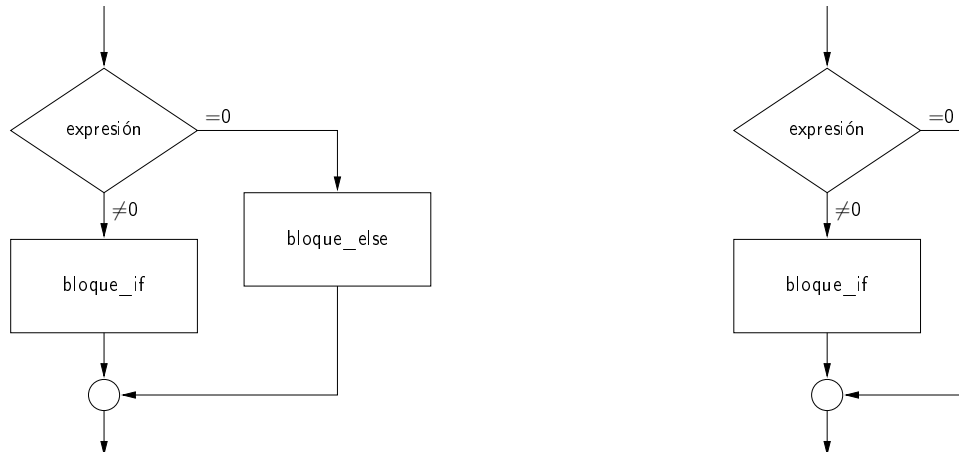 expresión
=0
≠0
bloque_else
bloque_if
expresión
=0
≠0
bloque_if